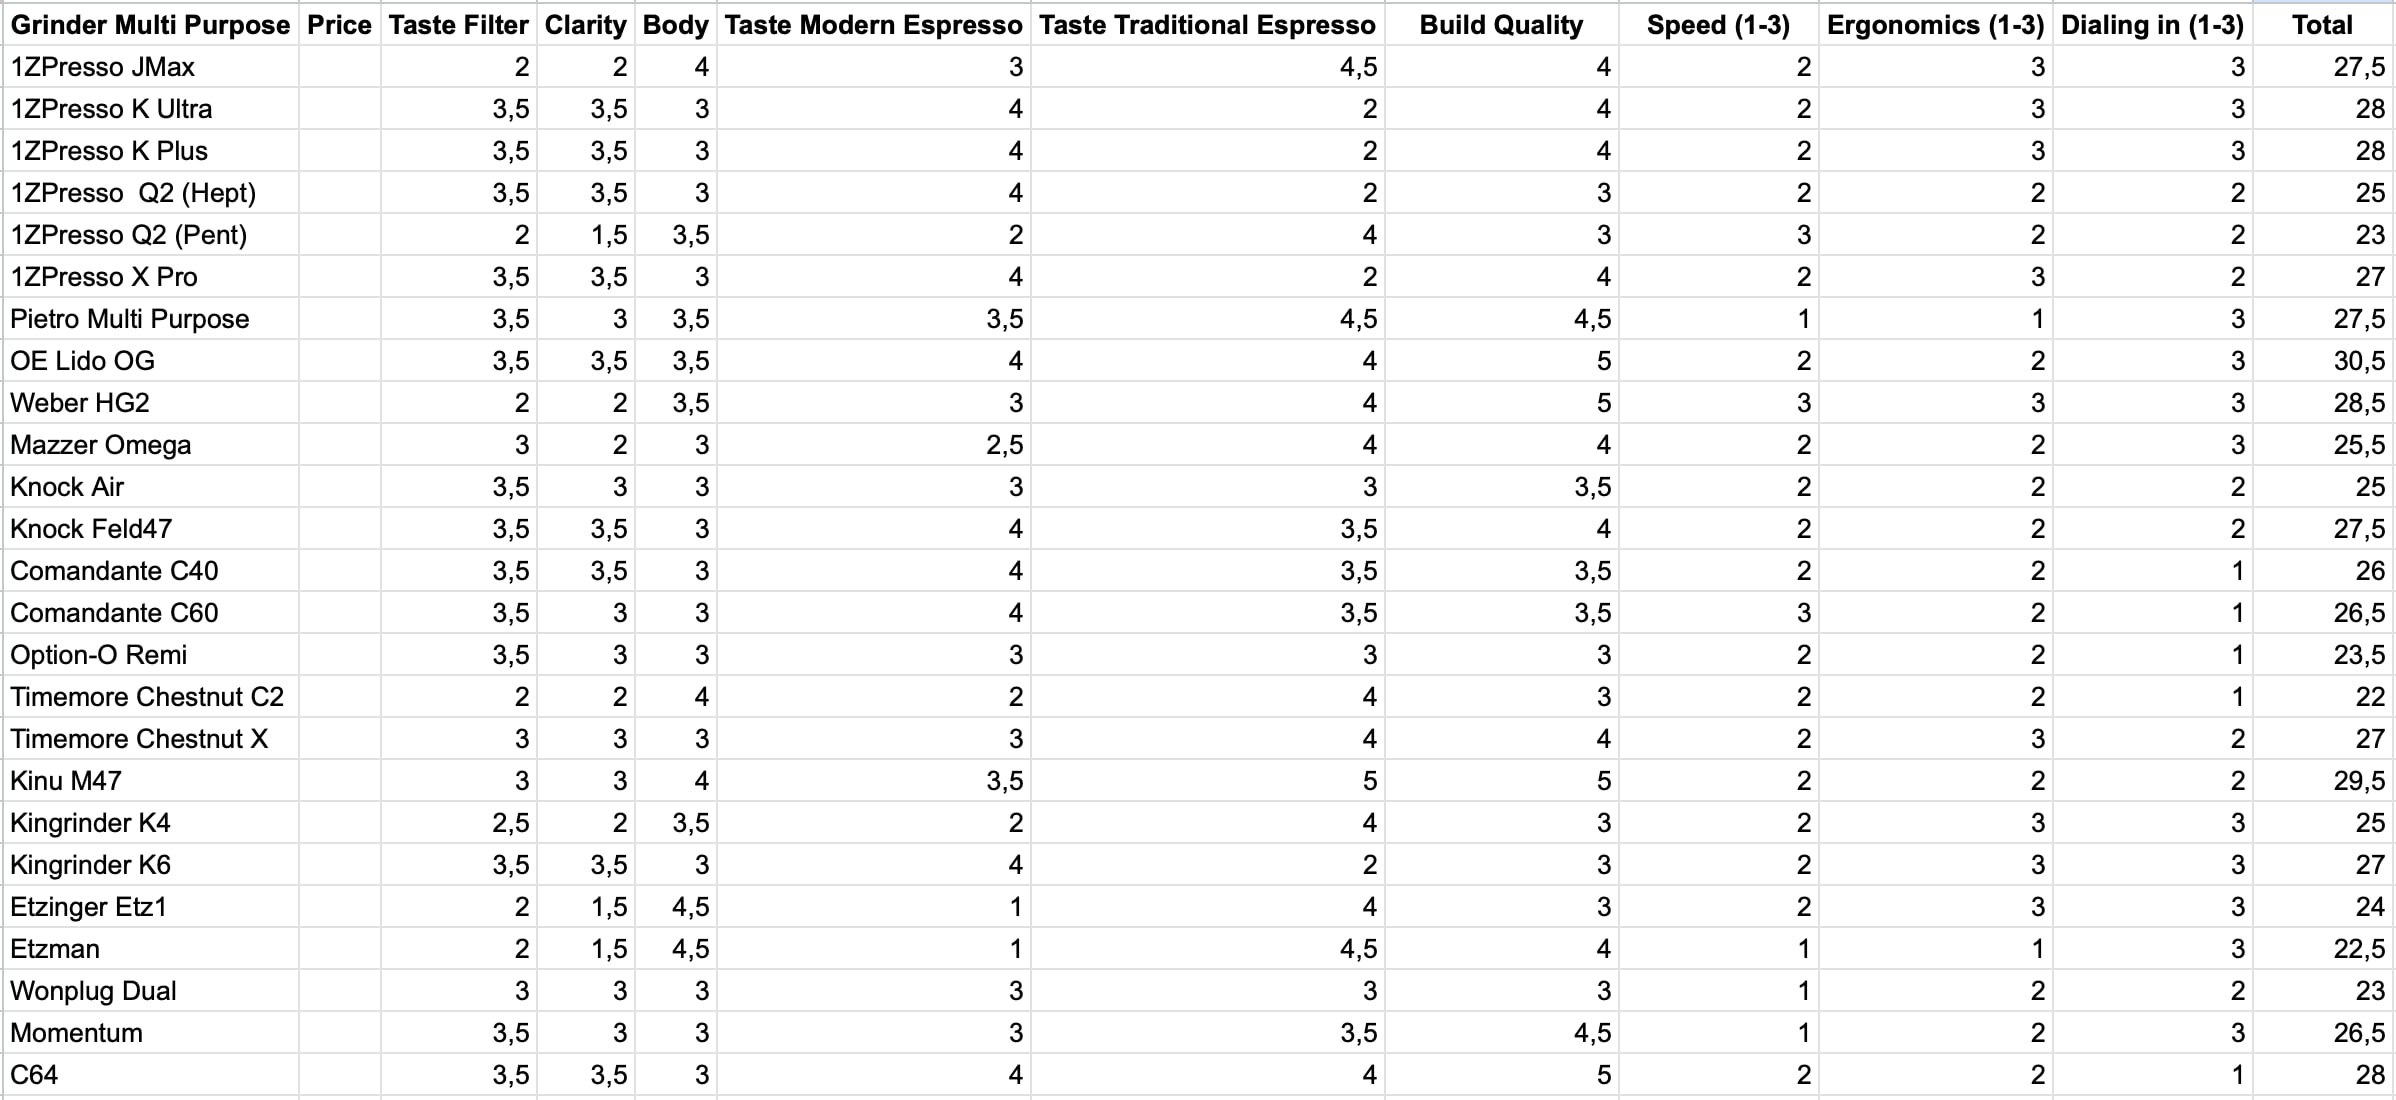 Grinder Multi Purpose Price Taste Filter Clarity Body Taste Modern Espresso Taste Traditional Espresso Build Quality Speed (1-3) Ergonomics (1-3) Dialing in (1-3) Total
1ZPresso JMax 2 2 4 3 4,5 4 2 3 3 27,5
1ZPresso K Ultra 3,5 3,5 3 4 2 4 2 3 3 28
1ZPresso K Plus 3,5 3,5 3 4 2 4 2 3 3 28
1ZPresso  Q2 (Hept) 3,5 3,5 3 4 2 3 2 2 2 25
1ZPresso Q2 (Pent) 2 1,5 3,5 2 4 3 3 2 2 23
1ZPresso X Pro 3,5 3,5 3 4 2 4 2 3 2 27
Pietro Multi Purpose 3,5 3 3,5 3,5 4,5 4,5 1 1 3 27,5
OE Lido OG 3,5 3,5 3,5 4 4 5 2 2 3 30,5
Weber HG2 2 2 3,5 3 4 5 3 3 3 28,5
Mazzer Omega 3 2 3 2,5 4 4 2 2 3 25,5
Knock Air 3,5 3 3 3 3 3,5 2 2 2 25
Knock Feld47 3,5 3,5 3 4 3,5 4 2 2 2 27,5
Comandante C40 3,5 3,5 3 4 3,5 3,5 2 2 1 26
Comandante C60 3,5 3 3 4 3,5 3,5 3 2 1 26,5
Option-O Remi 3,5 3 3 3 3 3 2 2 1 23,5
Timemore Chestnut C2 2 2 4 2 4 3 2 2 1 22
Timemore Chestnut X 3 3 3 3 4 4 2 3 2 27
Kinu M47 3 3 4 3,5 5 5 2 2 2 29,5
Kingrinder K4 2,5 2 3,5 2 4 3 2 3 3 25
Kingrinder K6 3,5 3,5 3 4 2 3 2 3 3 27
Etzinger Etz1 2 1,5 4,5 1 4 3 2 3 3 24
Etzman 2 1,5 4,5 1 4,5 4 1 1 3 22,5
Wonplug Dual 3 3 3 3 3 3 1 2 2 23
Momentum 3,5 3 3 3 3,5 4,5 1 2 3 26,5
C64 3,5 3,5 3 4 4 5 2 2 1 28